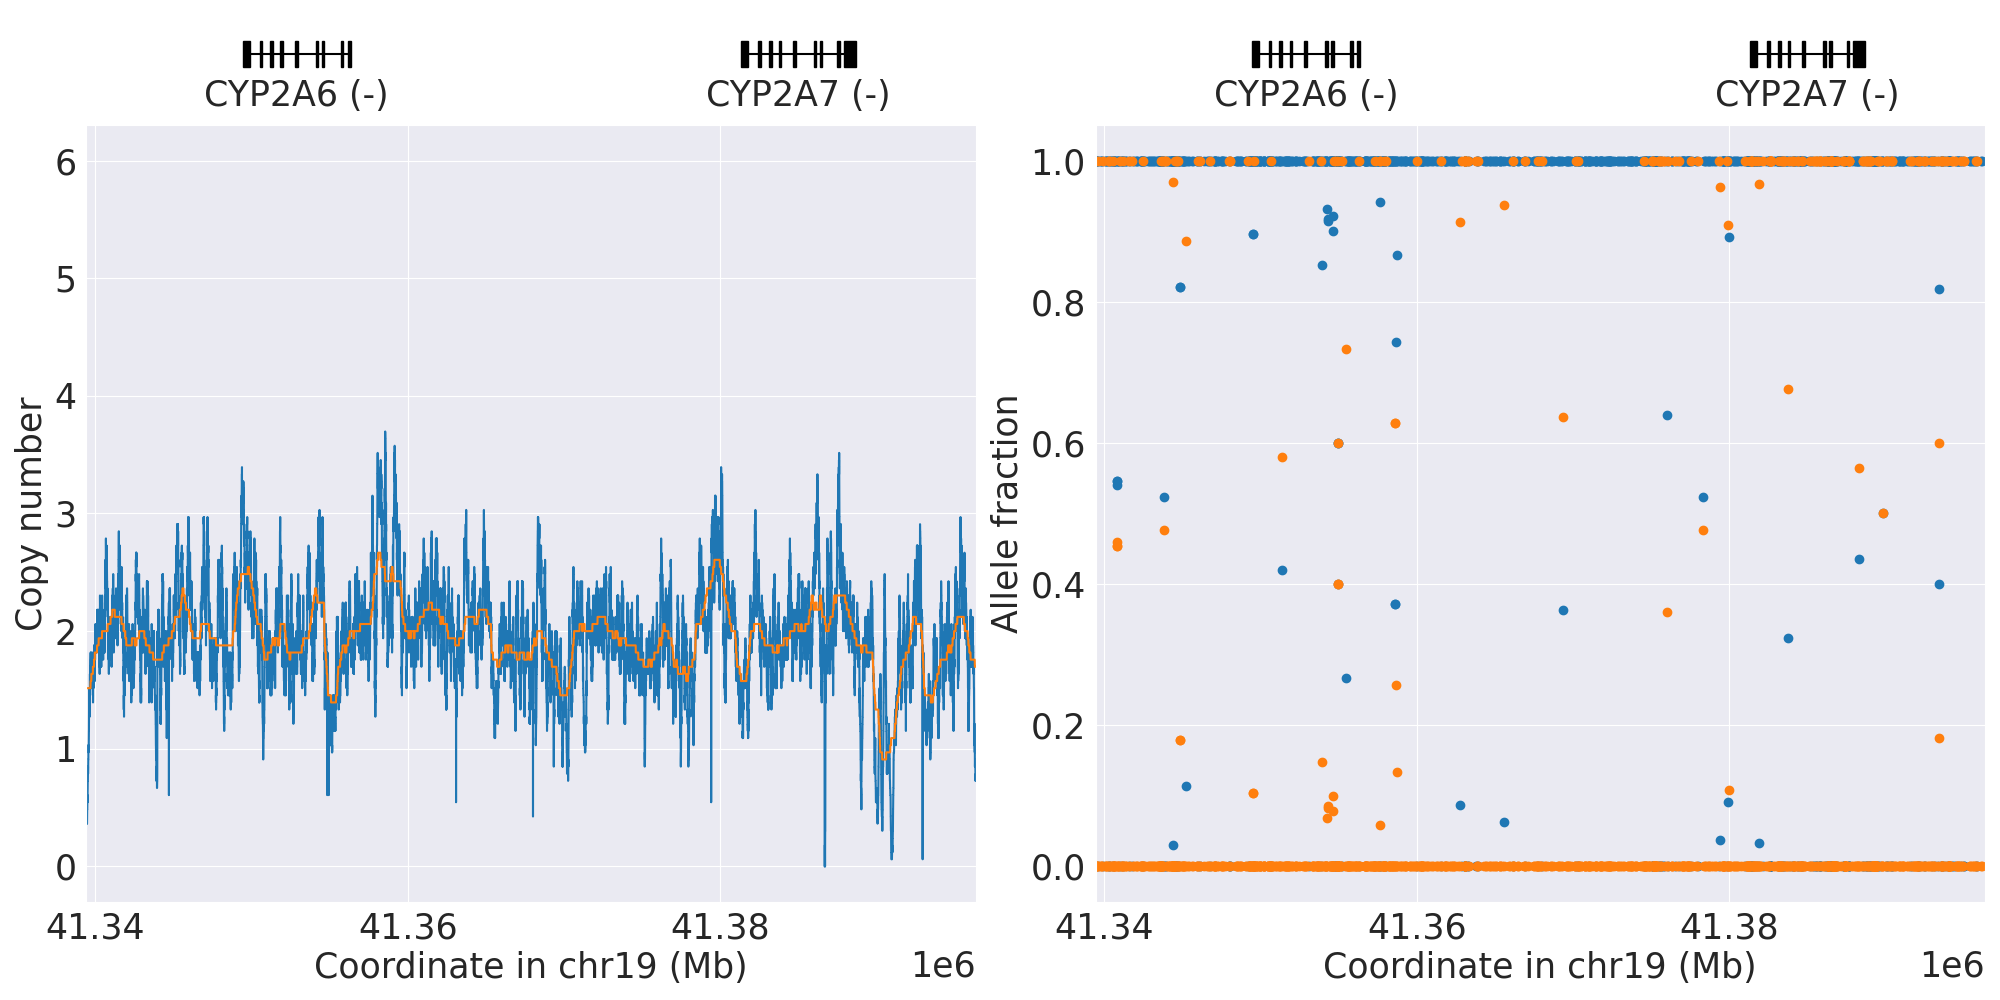 CYP2A6 (-)
CYP2A7 (-)
6
5
4
3
2
1
0
Copy number
41.34
41.36
41.38
Coordinate in chr19 (Mb)
1e6
CYP2A6 (-)
CYP2A7 (-)
1.0
0.8
0.6
0.4
0.2
0.0
Allele fraction
41.34
41.36
41.38
Coordinate in chr19 (Mb)
1e6